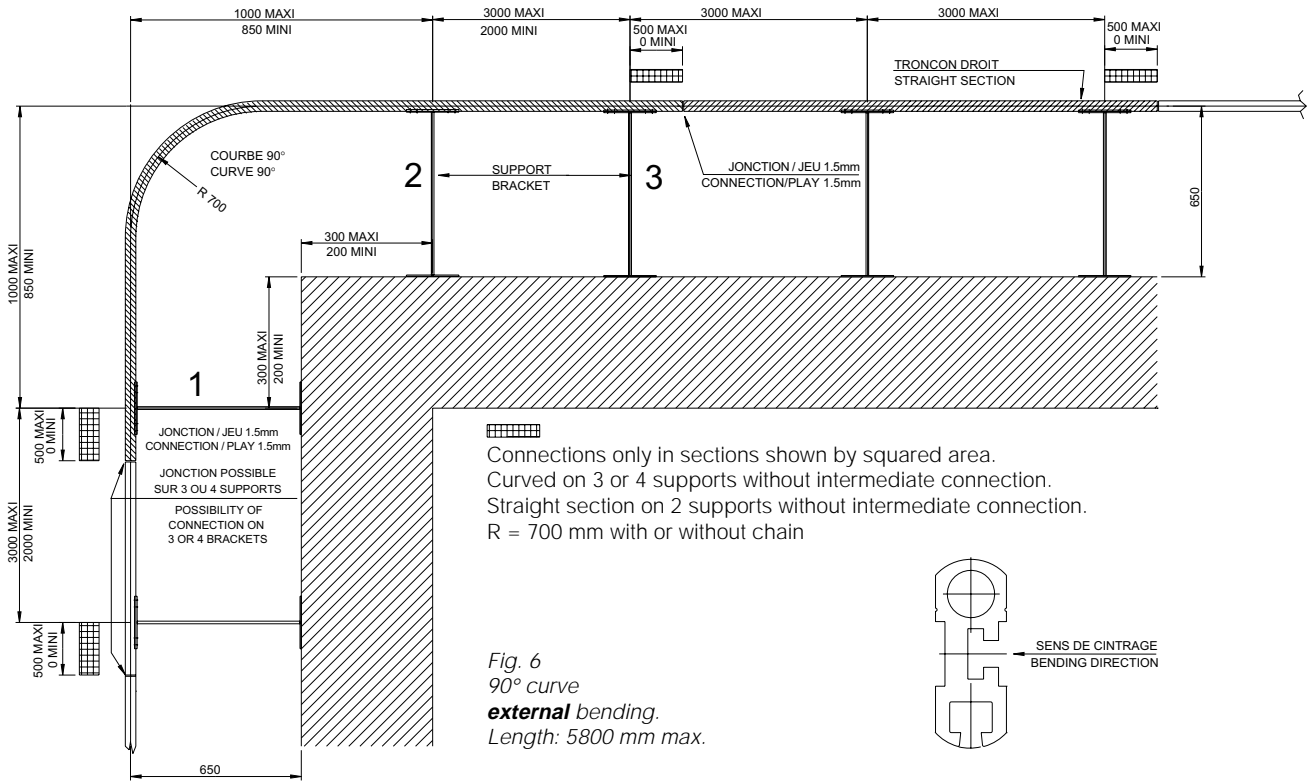 1000 MAXI
850 MINI
3000 MAXI
2000 MINI
3000 MAXI
3000 MAXI
500 MAXI
0 MINI
500 MAXI
0 MINI
TRONCON DROIT
STRAIGHT SECTION
COURBE 90°
CURVE 90°
R 700
2
SUPPORT
BRACKET
3
JONCTION / JEU 1.5mm
CONNECTION/PLAY 1.5mm
650
1000 MAXI
850 MINI
300 MAXI
200 MINI
300 MAXI
200 MINI
1
JONCTION / JEU 1.5mm
CONNECTION / PLAY 1.5mm
JONCTION POSSIBLE
SUR 3 OU 4 SUPPORTS
POSSIBILITY OF
CONNECTION ON
3 OR 4 BRACKETS
500 MAXI
0 MINI
3000 MAXI
2000 MINI
500 MAXI
0 MINI
650
Connections only in sections shown by squared area.
Curved on 3 or 4 supports without intermediate connection.
Straight section on 2 supports without intermediate connection.
R = 700 mm with or without chain
SENS DE CINTRAGE
BENDING DIRECTION
Fig. 6
90° curve
external bending.
Length: 5800 mm max.